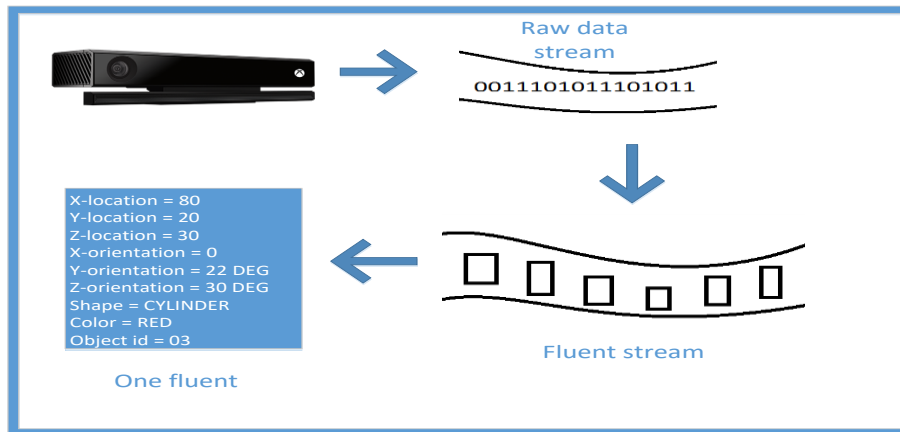 Raw data
stream
0011101011101011
X-location = 80
Y-location = 20
Z-location = 30
X-orientation = 0
Y-orientation = 22 DEG
Z-orientation = 30 DEG
Shape = CYLINDER
Color = RED
Object id = 03
One fluent
Fluent stream